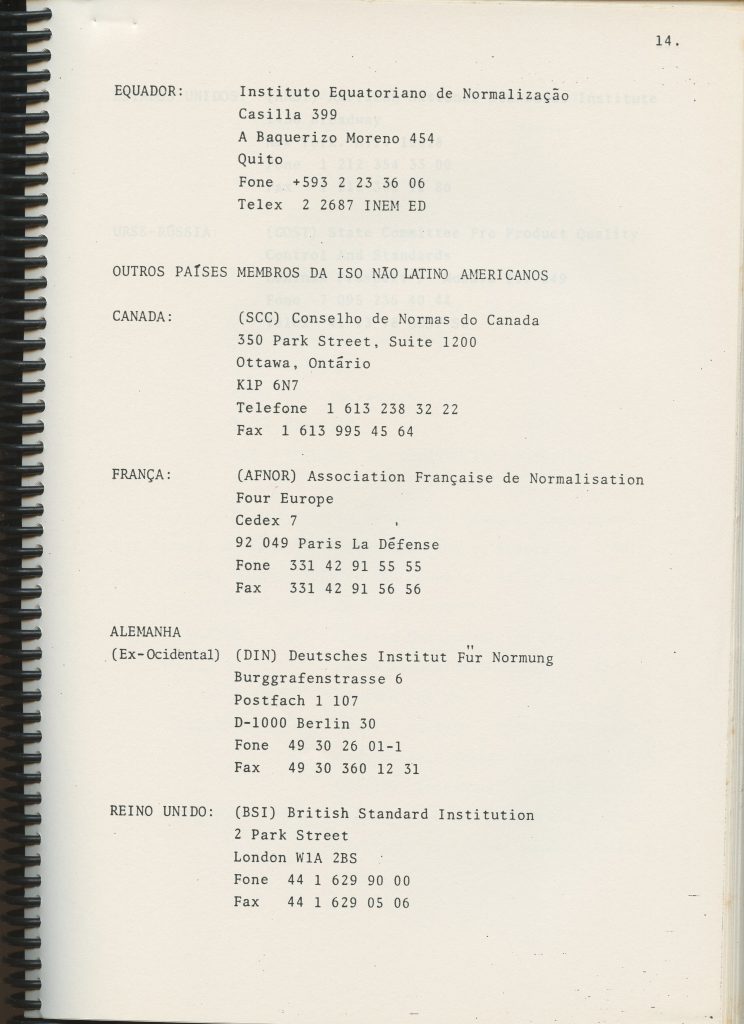 14.
EQUADOR: Instituto Equatoriano de Normalização
Casilla 399
A Baquerizo Moreno 454
Quito
Fone +593 2 23 36 06
Telex 2 2687 INEM ED
OUTROS PAÍSES MEMBROS DA ISO NÃO LATINO AMERICANOS
CANADA: (SCC) Conselho de Normas do Canada
350 Park Street, Suite 1200
Ottawa, Ontário
K1P 6N7
Telefone 1 613 238 32 22
Fax 1 613 995 45 64
FRANÇA: (AFNOR) Association Française de Normalisation
Four Europe
Cedex 7
92 049 Paris La Défense
Fone 331 42 91 55 55
Fax 331 42 91 56 56
ALEMANHA
(Ex-Ocidental) (DIN) Deutsches Institut Für Normung
Burggrafenstrasse 6
Postfach 1 107
D-1000 Berlin 30
Fone 49 30 26 01-1
Fax 49 30 360 12 31
REINO UNIDO: (BSI) British Standard Institution
2 Park Street
London W1A 2BS
Fone 44 1 629 90 00
Fax 44 1 629 05 06